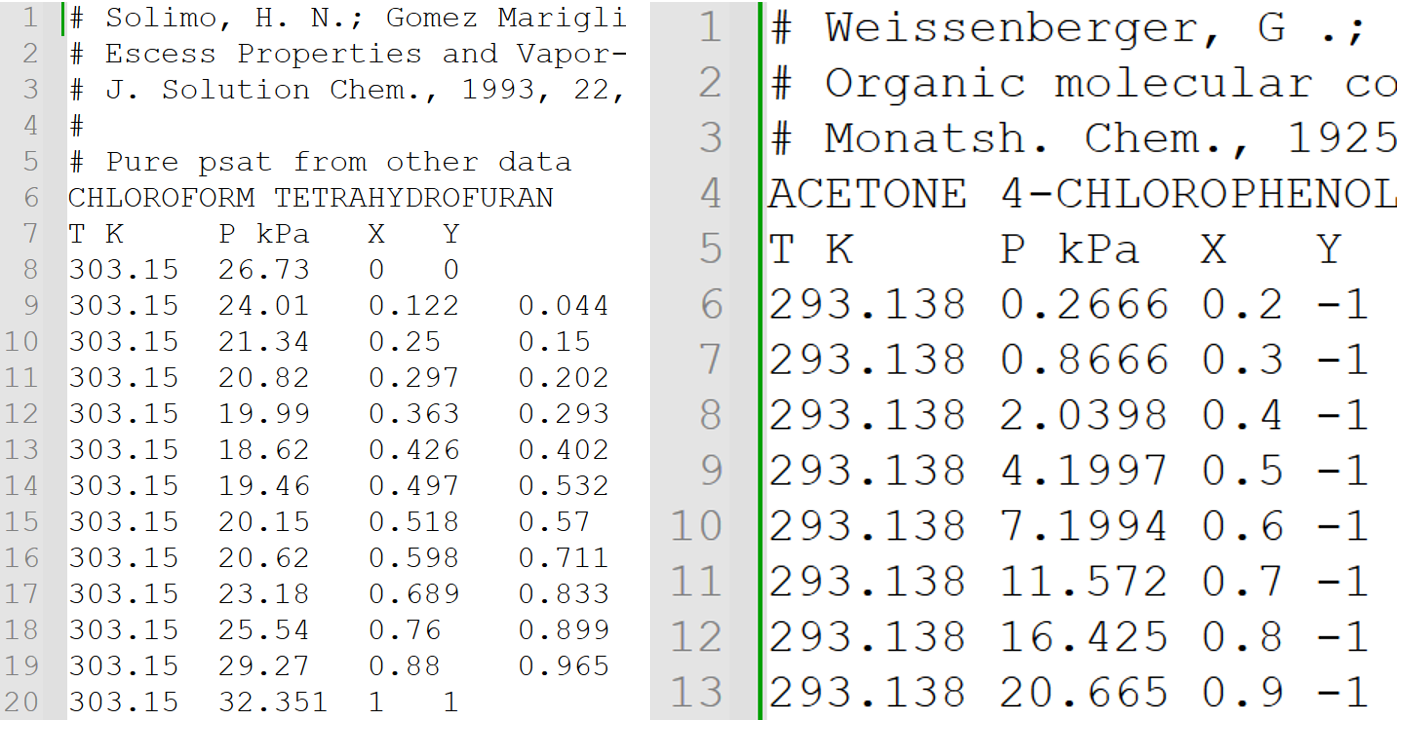 1 # Solimo, H. N.; Gomez Marigli
2 # Escess Properties and Vapor-
3 # J. Solution Chem., 1993, 22,
4 #
5 # Pure psat from other data
6 CHLOROFORM TETRAHYDROFURAN
7 T K P kPa X Y
8 303.15 26.73 0 0
9 303.15 24.01 0.122 0.044
10 303.15 21.34 0.25 0.15
11 303.15 20.82 0.297 0.202
12 303.15 19.99 0.363 0.293
13 303.15 18.62 0.426 0.402
14 303.15 19.46 0.497 0.532
15 303.15 20.15 0.518 0.57
16 303.15 20.62 0.598 0.711
17 303.15 23.18 0.689 0.833
18 303.15 25.54 0.76 0.899
19 303.15 29.27 0.88 0.965
20 303.15 32.351 1 1
1 # Weissenberger, G .;
2 # Organic molecular co
3 # Monatsh. Chem., 1925
4 ACETONE 4-CHLOROPHENOL
5 T K P kPa X Y
6 293.138 0.2666 0.2 -1
7 293.138 0.8666 0.3 -1
8 293.138 2.0398 0.4 -1
9 293.138 4.1997 0.5 -1
10 293.138 7.1994 0.6 -1
11 293.138 11.572 0.7 -1
12 293.138 16.425 0.8 -1
13 293.138 20.665 0.9 -1